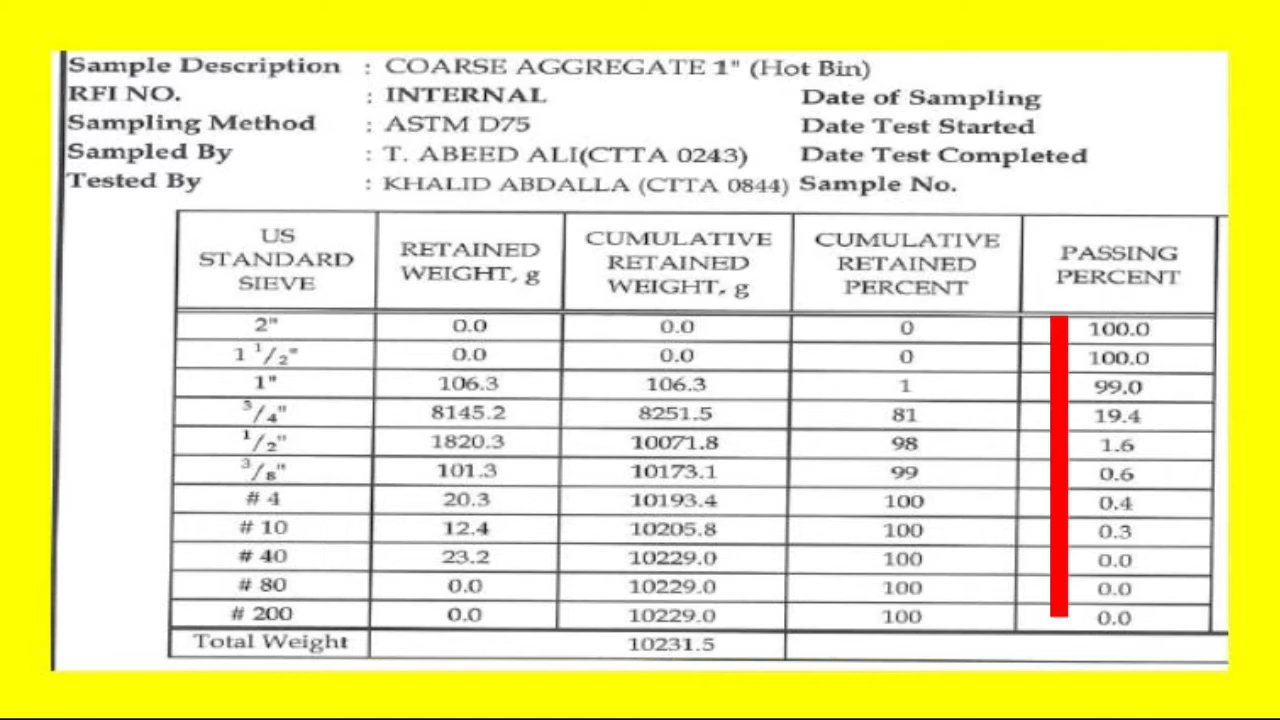 Sample Description : COARSE AGGREGATE 1" (Hot Bin)
RFI NO. : INTERNAL Date of Sampling
Sampling Method : ASTM D75 Date Test Started
Sampled By : T. ABEED ALI(CTTA 0243) Date Test Completed
Tested By : KHALID ABDALLA (CTTA 0844) Sample No.
US STANDARD SIEVE RETAINED WEIGHT, g CUMULATIVE RETAINED WEIGHT, g CUMULATIVE RETAINED PERCENT PASSING PERCENT
2" 0.0 0.0 0 100.0
1 1/2" 0.0 0.0 0 100.0
1" 106.3 106.3 1 99.0
3/4" 8145.2 8251.5 81 19.4
1/2" 1820.3 10071.8 98 1.6
3/8" 101.3 10173.1 99 0.6
# 4 20.3 10193.4 100 0.4
# 10 12.4 10205.8 100 0.3
# 40 23.2 10229.0 100 0.0
# 80 0.0 10229.0 100 0.0
# 200 0.0 10229.0 100 0.0
Total Weight 10231.5